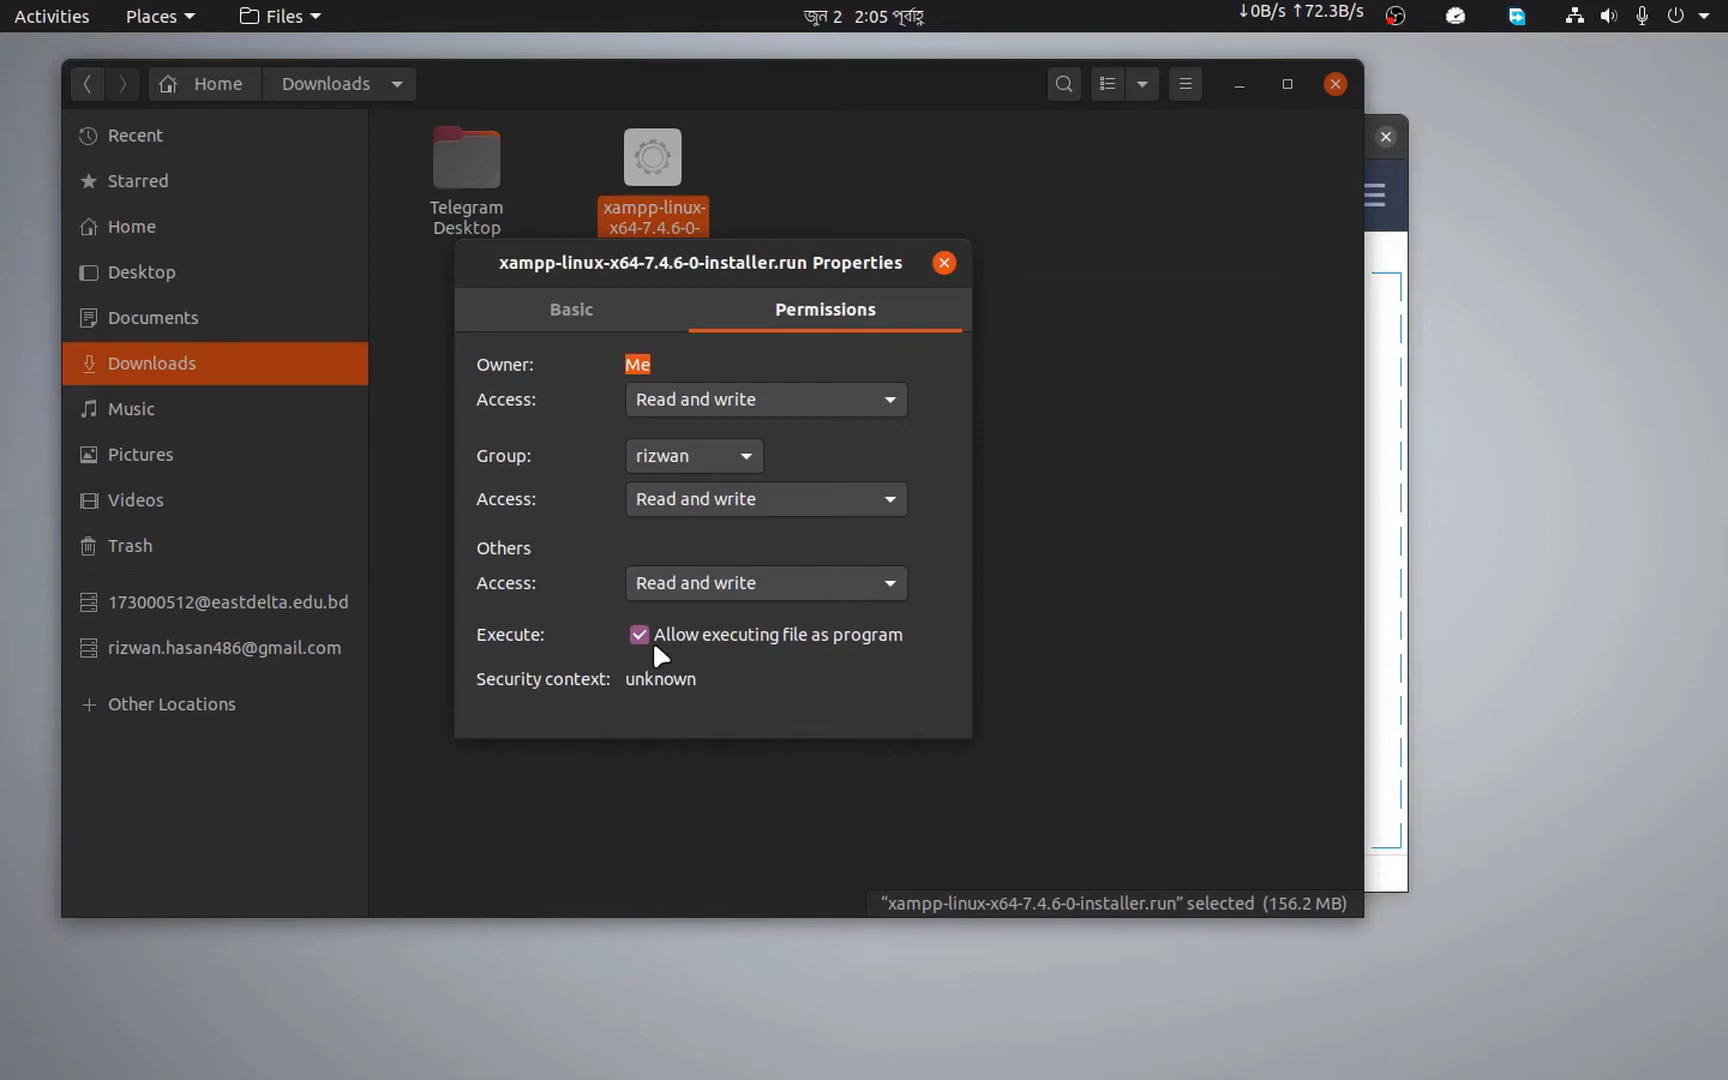 Activities Places Files জুন 2 2:05 পূর্বাহ্ণ ↓0B/s ↑72.3B/s
Home Downloads
Recent
Starred
Home
Desktop
Documents
Downloads
Music
Pictures
Videos
Trash
173000512@eastdelta.edu.bd
rizwan.hasan486@gmail.com
+ Other Locations
Telegram
Desktop
xampp-linux-
x64-7.4.6-0-
xampp-linux-x64-7.4.6-0-installer.run Properties
Basic Permissions
Owner: Me
Access: Read and write
Group: rizwan
Access: Read and write
Others
Access: Read and write
Execute: Allow executing file as program
Security context: unknown
“xampp-linux-x64-7.4.6-0-installer.run” selected (156.2 MB)